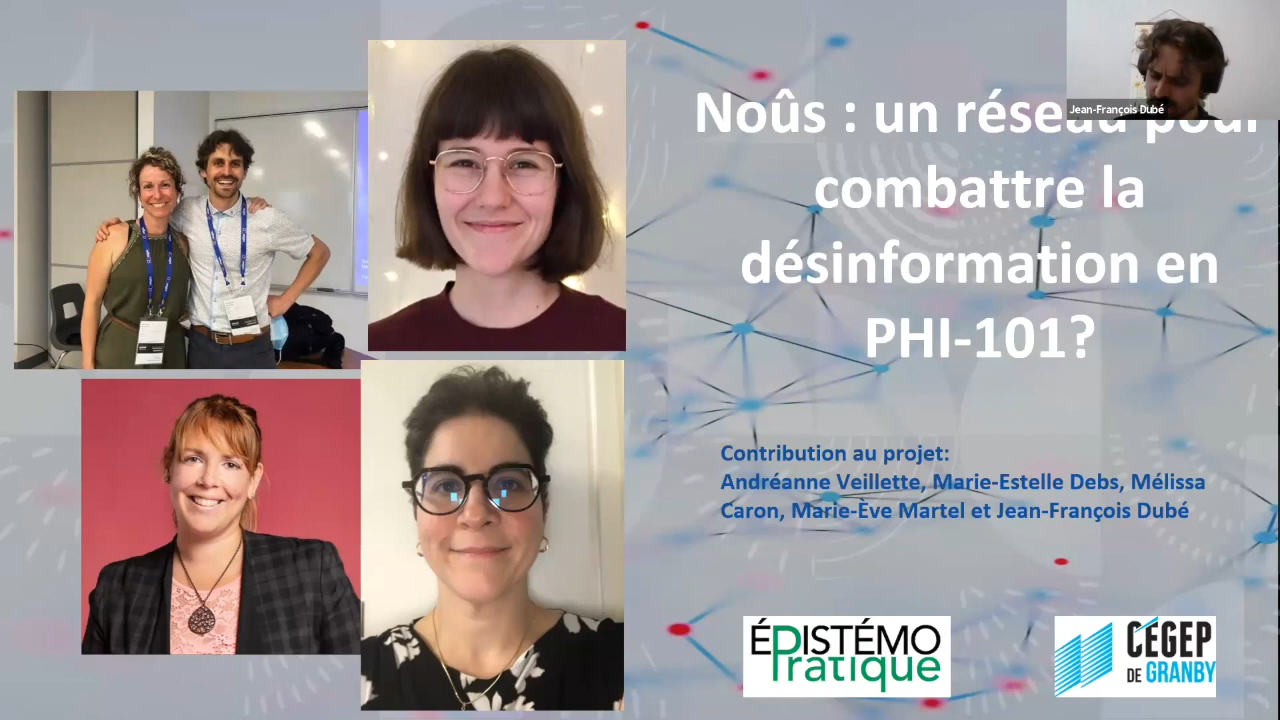 Jean-François Dubé
Noûs : un réseau pour
combattre la
désinformation en
PHI-101?
Contribution au projet:
Andréanne Veillette, Marie-Estelle Debs, Mélissa
Caron, Marie-Ève Martel et Jean-François Dubé
ÉPISTÉMO
Pratique
CÉGEP
DE GRANBY